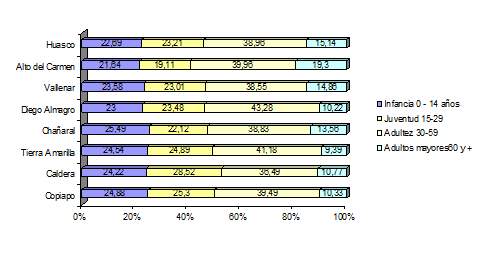 Huasco 22,69 23,21 38,96 15,14
Alto del Carmen 21,64 19,11 39,96 19,3
Vallenar 23,58 23,01 38,55 14,86
Diego Almagro 23 23,48 43,28 10,22
Chañaral 25,49 22,12 38,83 13,56
Tierra Amarilla 24,54 24,89 41,18 9,39
Caldera 24,22 28,52 36,49 10,77
Copiapo 24,88 25,3 39,49 10,33
0% 20% 40% 60% 80% 100%
Infancia 0 - 14 años
Juventud 15-29
Adultez 30-59
Adultos mayores60 y +